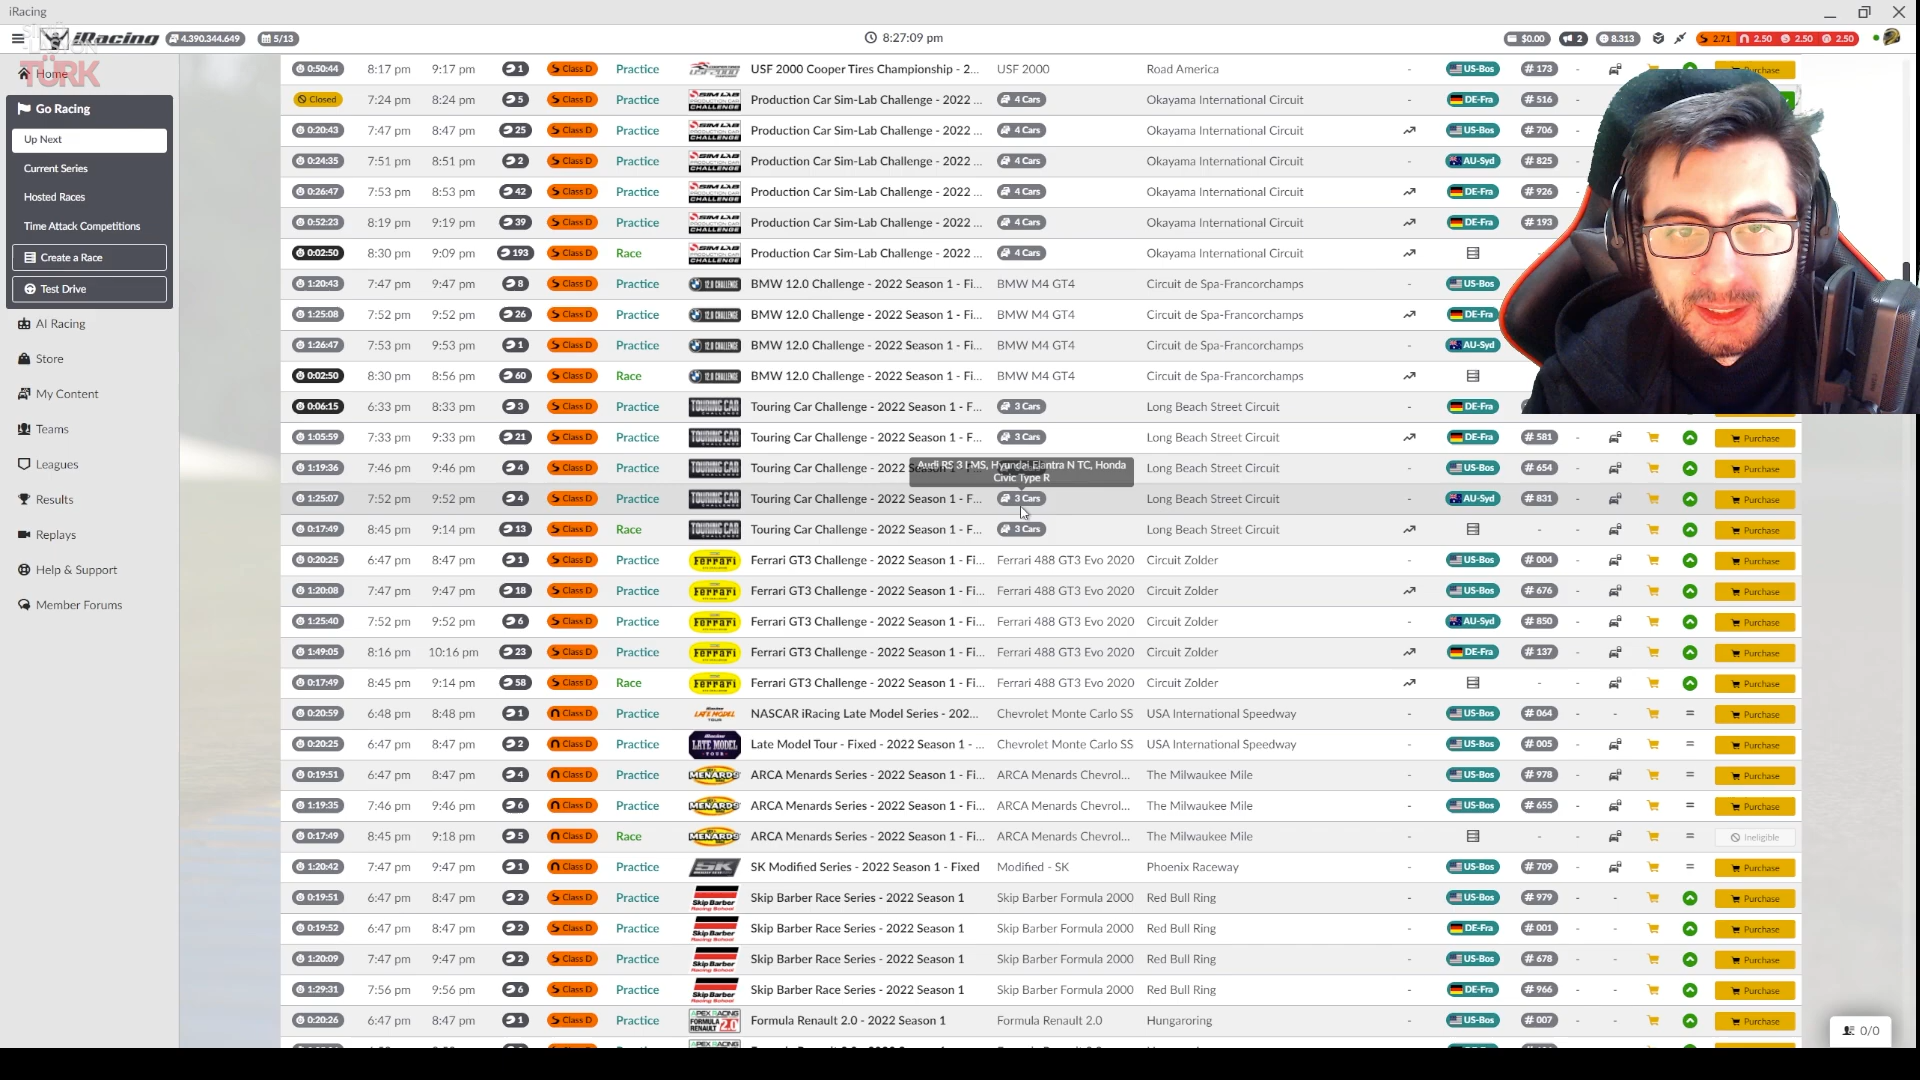 iRacing
TÜRK
iRacing 4.390.344.649 5/13 8:27:09 pm $0.00 2 8.313 2.71 2.50 2.50 2.50
Home
Go Racing
Up Next
Current Series
Hosted Races
Time Attack Competitions
Create a Race
Test Drive
AI Racing
Store
My Content
Teams
Leagues
Results
Replays
Help & Support
Member Forums
0:50:44 8:17 pm 9:17 pm 1 Class D Practice USF 2000 Cooper Tires Championship - 2... USF 2000 Road America - US-Bos #173 - Purchase
Closed 7:24 pm 8:24 pm 5 Class D Practice Production Car Sim-Lab Challenge - 2022 ... 4 Cars Okayama International Circuit - DE-Fra #516
0:20:43 7:47 pm 8:47 pm 25 Class D Practice Production Car Sim-Lab Challenge - 2022 ... 4 Cars Okayama International Circuit US-Bos #706
0:24:35 7:51 pm 8:51 pm 2 Class D Practice Production Car Sim-Lab Challenge - 2022 ... 4 Cars Okayama International Circuit - AU-Syd #825
0:26:47 7:53 pm 8:53 pm 42 Class D Practice Production Car Sim-Lab Challenge - 2022 ... 4 Cars Okayama International Circuit DE-Fra #926
0:52:23 8:19 pm 9:19 pm 39 Class D Practice Production Car Sim-Lab Challenge - 2022 ... 4 Cars Okayama International Circuit DE-Fra #193
0:02:50 8:30 pm 9:09 pm 193 Class D Race Production Car Sim-Lab Challenge - 2022 ... 4 Cars Okayama International Circuit
1:20:43 7:47 pm 9:47 pm 8 Class D Practice BMW 12.0 Challenge - 2022 Season 1 - Fi... BMW M4 GT4 Circuit de Spa-Francorchamps - US-Bos
1:25:08 7:52 pm 9:52 pm 26 Class D Practice BMW 12.0 Challenge - 2022 Season 1 - Fi... BMW M4 GT4 Circuit de Spa-Francorchamps DE-Fra
1:26:47 7:53 pm 9:53 pm 1 Class D Practice BMW 12.0 Challenge - 2022 Season 1 - Fi... BMW M4 GT4 Circuit de Spa-Francorchamps - AU-Syd
0:02:50 8:30 pm 8:56 pm 60 Class D Race BMW 12.0 Challenge - 2022 Season 1 - Fi... BMW M4 GT4 Circuit de Spa-Francorchamps
0:06:15 6:33 pm 8:33 pm 3 Class D Practice Touring Car Challenge - 2022 Season 1 - F... 3 Cars Long Beach Street Circuit - DE-Fra
1:05:59 7:33 pm 9:33 pm 21 Class D Practice Touring Car Challenge - 2022 Season 1 - F... 3 Cars Long Beach Street Circuit DE-Fra #581 - Purchase
1:19:36 7:46 pm 9:46 pm 4 Class D Practice Touring Car Long Beach Street Circuit - US-Bos #654 - Purchase
Audi RS 3 LMS, Hyundai Elantra N TC, Honda
Civic Type R
1:25:07 7:52 pm 9:52 pm 4 Class D Practice Touring Car Challenge - 2022 Season 1 - F... 3 Cars Long Beach Street Circuit - AU-Syd #831 - Purchase
0:17:49 8:45 pm 9:14 pm 13 Class D Race Touring Car Challenge - 2022 Season 1 - F... 3 Cars Long Beach Street Circuit - - Purchase
0:20:25 6:47 pm 8:47 pm 1 Class D Practice Ferrari GT3 Challenge - 2022 Season 1 - Fi... Ferrari 488 GT3 Evo 2020 Circuit Zolder - US-Bos #004 - Purchase
1:20:08 7:47 pm 9:47 pm 18 Class D Practice Ferrari GT3 Challenge - 2022 Season 1 - Fi... Ferrari 488 GT3 Evo 2020 Circuit Zolder US-Bos #676 - Purchase
1:25:40 7:52 pm 9:52 pm 6 Class D Practice Ferrari GT3 Challenge - 2022 Season 1 - Fi... Ferrari 488 GT3 Evo 2020 Circuit Zolder - AU-Syd #850 - Purchase
1:49:05 8:16 pm 10:16 pm 23 Class D Practice Ferrari GT3 Challenge - 2022 Season 1 - Fi... Ferrari 488 GT3 Evo 2020 Circuit Zolder DE-Fra #137 - Purchase
0:17:49 8:45 pm 9:14 pm 58 Class D Race Ferrari GT3 Challenge - 2022 Season 1 - Fi... Ferrari 488 GT3 Evo 2020 Circuit Zolder - - Purchase
0:20:59 6:48 pm 8:48 pm 1 Class D Practice NASCAR iRacing Late Model Series - 202... Chevrolet Monte Carlo SS USA International Speedway - US-Bos #064 - - = Purchase
0:20:25 6:47 pm 8:47 pm 2 Class D Practice Late Model Tour - Fixed - 2022 Season 1 - ... Chevrolet Monte Carlo SS USA International Speedway - US-Bos #005 - = Purchase
0:19:51 6:47 pm 8:47 pm 4 Class D Practice ARCA Menards Series - 2022 Season 1 - Fi... ARCA Menards Chevrol... The Milwaukee Mile - US-Bos #978 - = Purchase
1:19:35 7:46 pm 9:46 pm 6 Class D Practice ARCA Menards Series - 2022 Season 1 - Fi... ARCA Menards Chevrol... The Milwaukee Mile - US-Bos #655 - = Purchase
0:17:49 8:45 pm 9:18 pm 5 Class D Race ARCA Menards Series - 2022 Season 1 - Fi... ARCA Menards Chevrol... The Milwaukee Mile - - - = Ineligible
1:20:42 7:47 pm 9:47 pm 1 Class D Practice SK Modified Series - 2022 Season 1 - Fixed Modified - SK Phoenix Raceway - US-Bos #709 - = Purchase
0:19:51 6:47 pm 8:47 pm 2 Class D Practice Skip Barber Race Series - 2022 Season 1 Skip Barber Formula 2000 Red Bull Ring - US-Bos #979 - - Purchase
0:19:52 6:47 pm 8:47 pm 2 Class D Practice Skip Barber Race Series - 2022 Season 1 Skip Barber Formula 2000 Red Bull Ring - DE-Fra #001 - - Purchase
1:20:09 7:47 pm 9:47 pm 2 Class D Practice Skip Barber Race Series - 2022 Season 1 Skip Barber Formula 2000 Red Bull Ring - US-Bos #678 - - Purchase
1:29:31 7:56 pm 9:56 pm 6 Class D Practice Skip Barber Race Series - 2022 Season 1 Skip Barber Formula 2000 Red Bull Ring - DE-Fra #966 - - Purchase
0:20:26 6:47 pm 8:47 pm 1 Class D Practice Formula Renault 2.0 - 2022 Season 1 Formula Renault 2.0 Hungaroring - US-Bos #007 - - Purchase
0/0